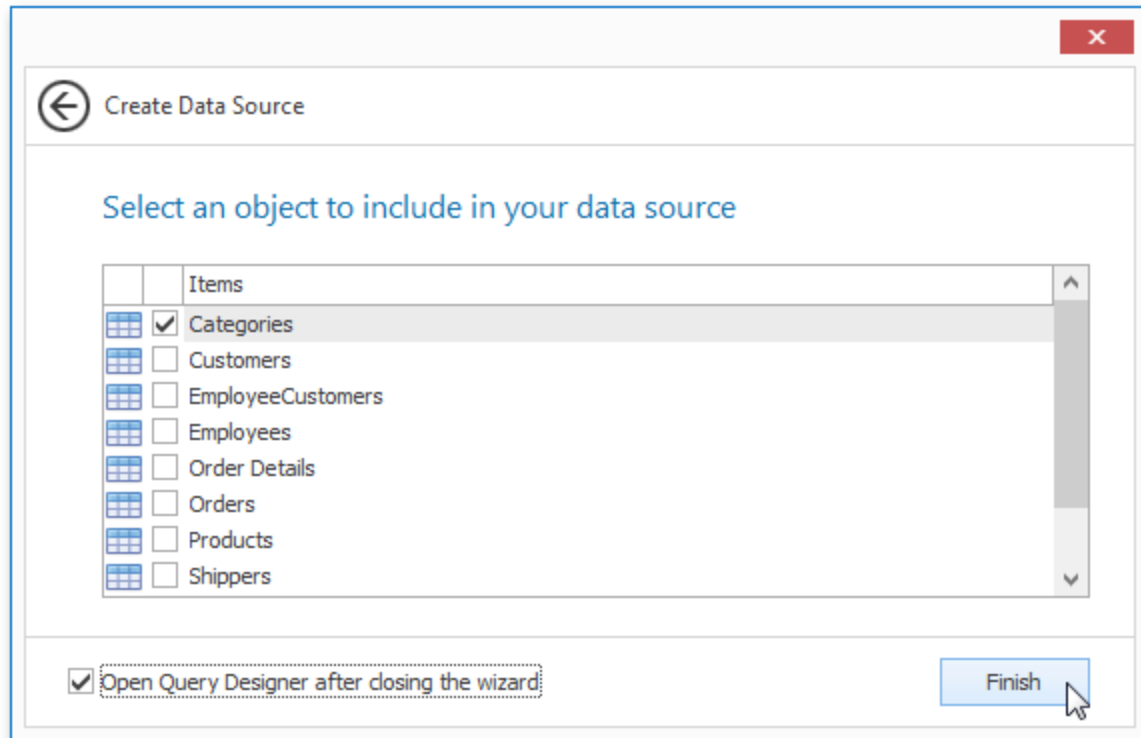 Create Data Source
Select an object to include in your data source
Items
Categories
Customers
EmployeeCustomers
Employees
Order Details
Orders
Products
Shippers
Open Query Designer after closing the wizard
Finish